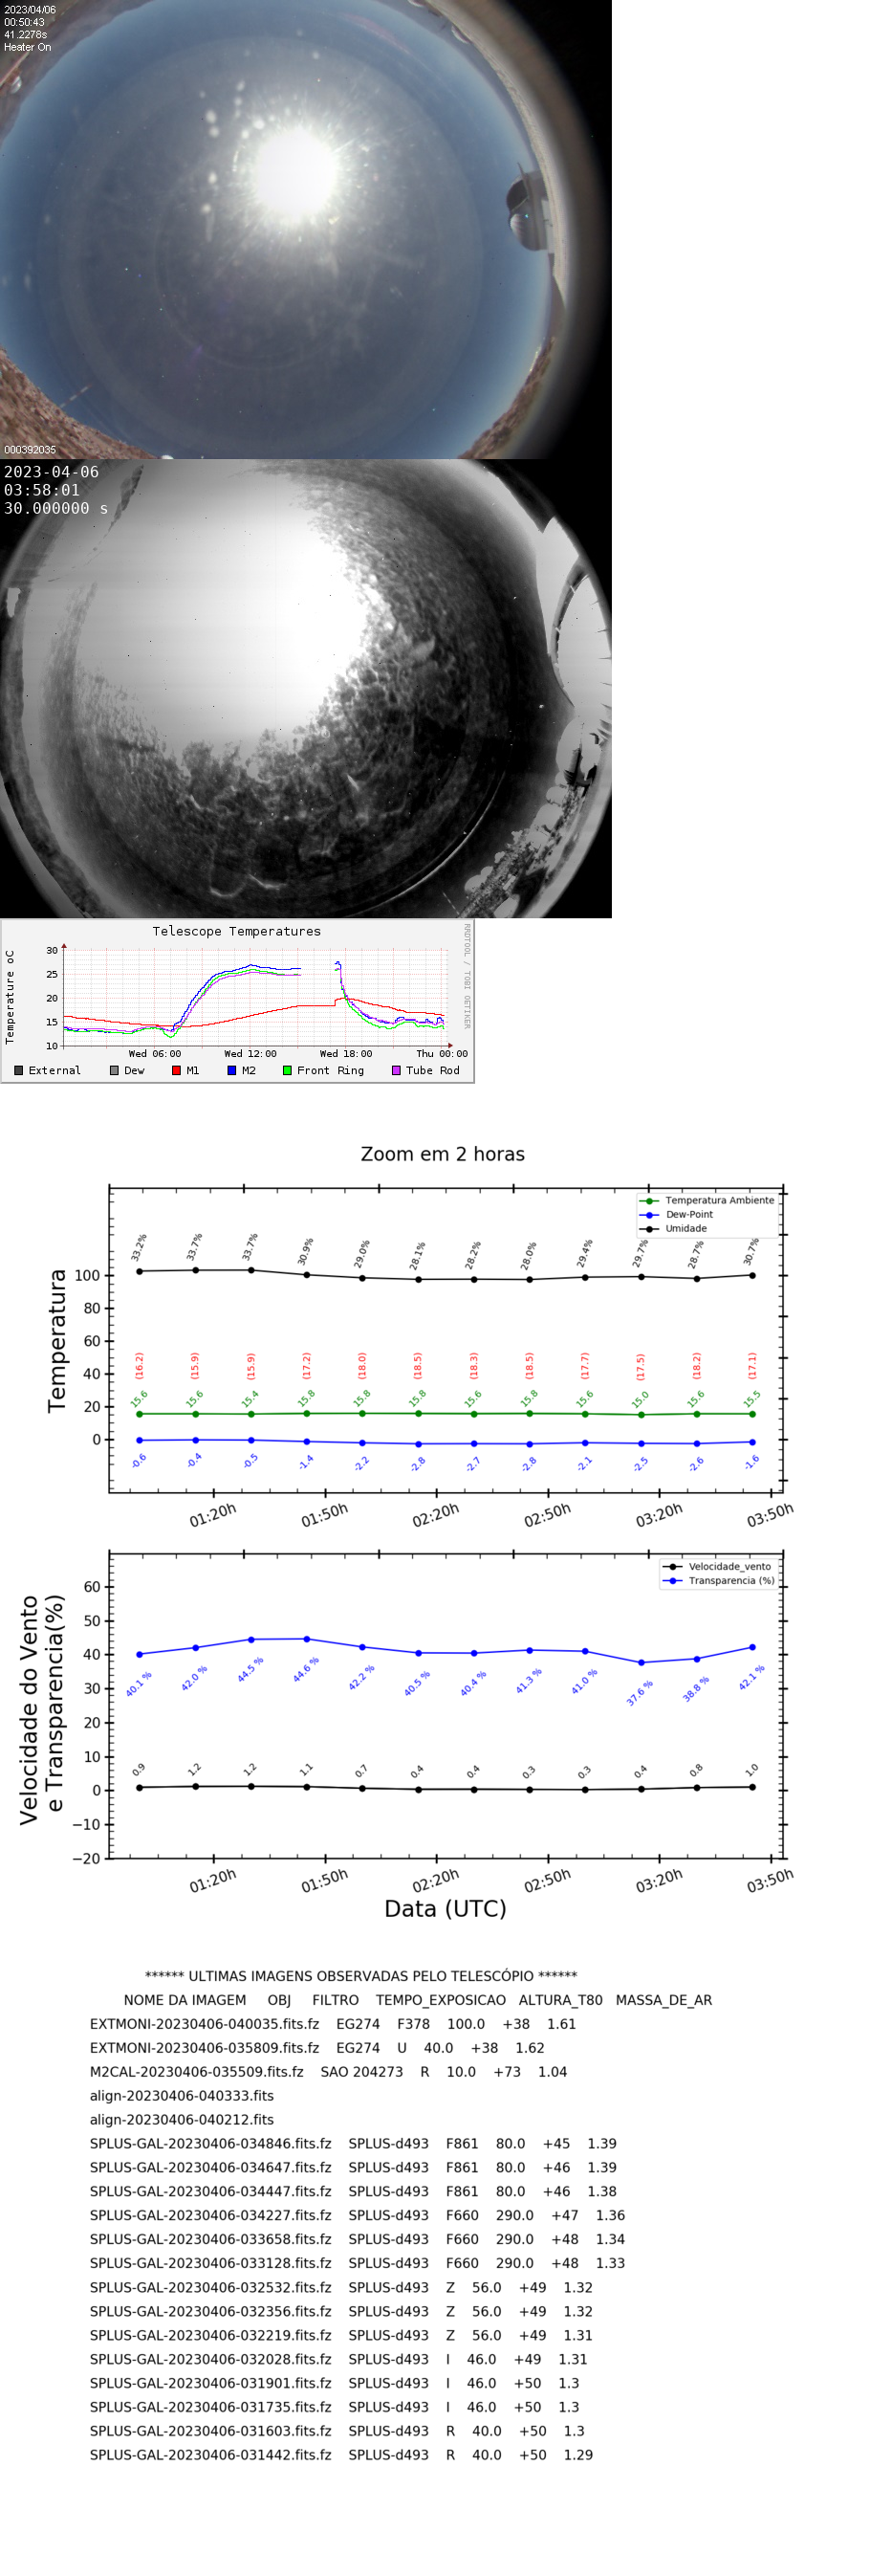 2023/04/06
00:50:43
41.2278s
Heater On
000392035
2023-04-06
03:58:01
30.000000 s
Telescope Temperatures
Temperature oC
30
25
20
15
10
Wed 06:00 Wed 12:00 Wed 18:00 Thu 00:00
External Dew M1 M2 Front Ring Tube Rod
RRDTOOL / TOBI OETIKER
Zoom em 2 horas
Temperatura
Temperatura Ambiente
Dew-Point
Umidade
33.2% 33.7% 33.7% 30.9% 29.0% 28.1% 28.2% 28.0% 29.4% 29.7% 28.7% 30.7%
100
80
60
40
20
0
(16.2) (15.9) (15.9) (17.2) (18.0) (18.5) (18.3) (18.5) (17.7) (17.5) (18.2) (17.1)
15.6 15.6 15.4 15.8 15.8 15.8 15.6 15.8 15.6 15.0 15.6 15.5
-0.6 -0.4 -0.5 -1.4 -2.2 -2.8 -2.7 -2.8 -2.1 -2.5 -2.6 -1.6
01:20h 01:50h 02:20h 02:50h 03:20h 03:50h
Velocidade do Vento
e Transparencia(%)
Velocidade_vento
Transparencia (%)
60
50
40
30
20
10
0
−10
−20
40.1 % 42.0 % 44.5 % 44.6 % 42.2 % 40.5 % 40.4 % 41.3 % 41.0 % 37.6 % 38.8 % 42.1 %
0.9 1.2 1.2 1.1 0.7 0.4 0.4 0.3 0.3 0.4 0.8 1.0
01:20h 01:50h 02:20h 02:50h 03:20h 03:50h
Data (UTC)
****** ULTIMAS IMAGENS OBSERVADAS PELO TELESCÓPIO ******
NOME DA IMAGEM OBJ FILTRO TEMPO_EXPOSICAO ALTURA_T80 MASSA_DE_AR
EXTMONI-20230406-040035.fits.fz EG274 F378 100.0 +38 1.61
EXTMONI-20230406-035809.fits.fz EG274 U 40.0 +38 1.62
M2CAL-20230406-035509.fits.fz SAO 204273 R 10.0 +73 1.04
align-20230406-040333.fits
align-20230406-040212.fits
SPLUS-GAL-20230406-034846.fits.fz SPLUS-d493 F861 80.0 +45 1.39
SPLUS-GAL-20230406-034647.fits.fz SPLUS-d493 F861 80.0 +46 1.39
SPLUS-GAL-20230406-034447.fits.fz SPLUS-d493 F861 80.0 +46 1.38
SPLUS-GAL-20230406-034227.fits.fz SPLUS-d493 F660 290.0 +47 1.36
SPLUS-GAL-20230406-033658.fits.fz SPLUS-d493 F660 290.0 +48 1.34
SPLUS-GAL-20230406-033128.fits.fz SPLUS-d493 F660 290.0 +48 1.33
SPLUS-GAL-20230406-032532.fits.fz SPLUS-d493 Z 56.0 +49 1.32
SPLUS-GAL-20230406-032356.fits.fz SPLUS-d493 Z 56.0 +49 1.32
SPLUS-GAL-20230406-032219.fits.fz SPLUS-d493 Z 56.0 +49 1.31
SPLUS-GAL-20230406-032028.fits.fz SPLUS-d493 I 46.0 +49 1.31
SPLUS-GAL-20230406-031901.fits.fz SPLUS-d493 I 46.0 +50 1.3
SPLUS-GAL-20230406-031735.fits.fz SPLUS-d493 I 46.0 +50 1.3
SPLUS-GAL-20230406-031603.fits.fz SPLUS-d493 R 40.0 +50 1.3
SPLUS-GAL-20230406-031442.fits.fz SPLUS-d493 R 40.0 +50 1.29